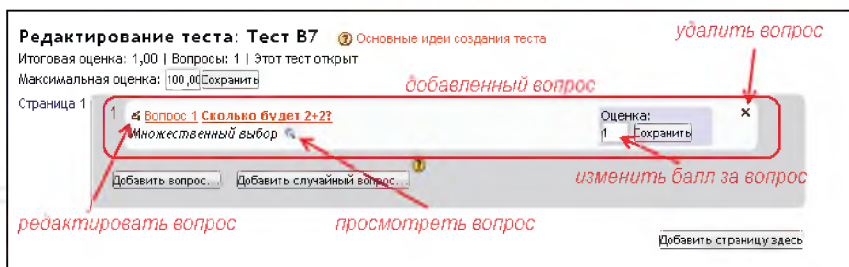 Редактирование теста: Тест В7 Основные идеи создания теста
удалить вопрос
Итоговая оценка: 1,00 | Вопросы: 1 | Этот тест открыт
Максимальная оценка: 100,00 Сохранить
добавленный вопрос
Страница 1
1 Вопрос 1 Сколько будет 2+2?
Оценка:
Множественный выбор
1 Сохранить
Добавить вопрос... Добавить случайный вопрос...
изменить балл за вопрос
редактировать вопрос
просмотреть вопрос
Добавить страницу здесь